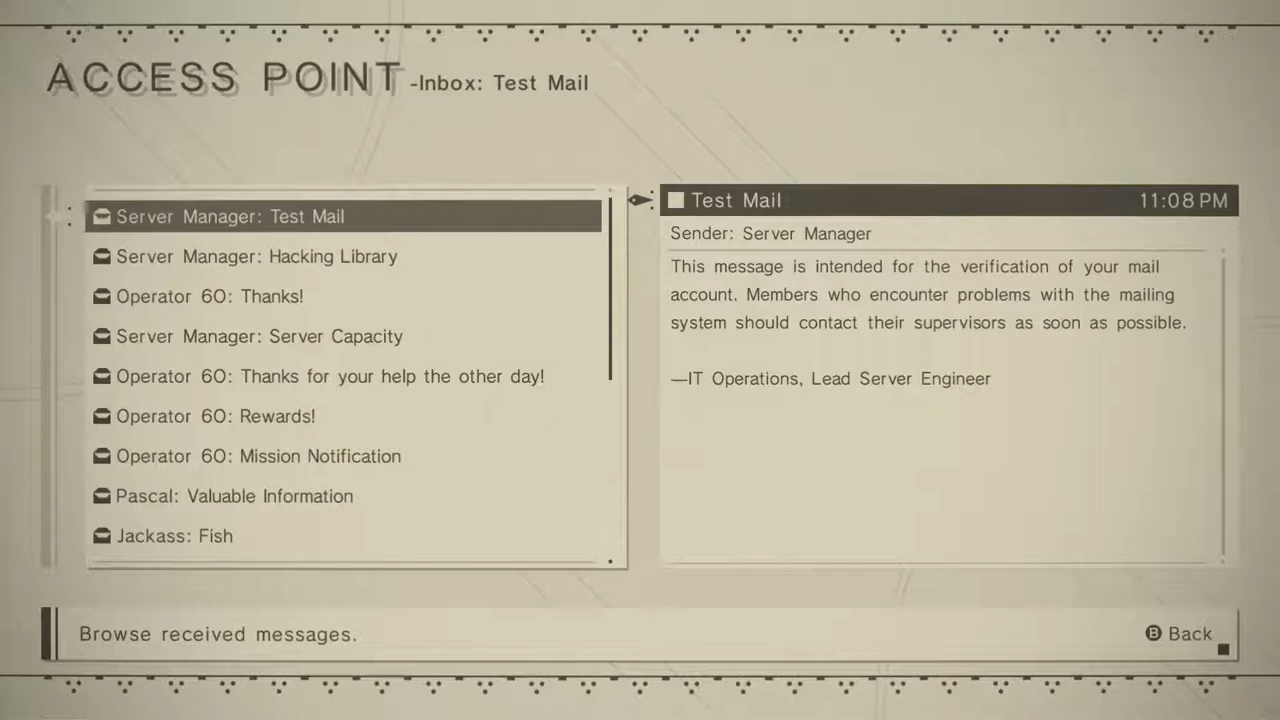 ACCESS POINT -Inbox: Test Mail
Server Manager: Test Mail
Server Manager: Hacking Library
Operator 6O: Thanks!
Server Manager: Server Capacity
Operator 6O: Thanks for your help the other day!
Operator 6O: Rewards!
Operator 6O: Mission Notification
Pascal: Valuable Information
Jackass: Fish
Test Mail 11:08 PM
Sender: Server Manager
This message is intended for the verification of your mail
account. Members who encounter problems with the mailing
system should contact their supervisors as soon as possible.
—IT Operations, Lead Server Engineer
Browse received messages.
B Back